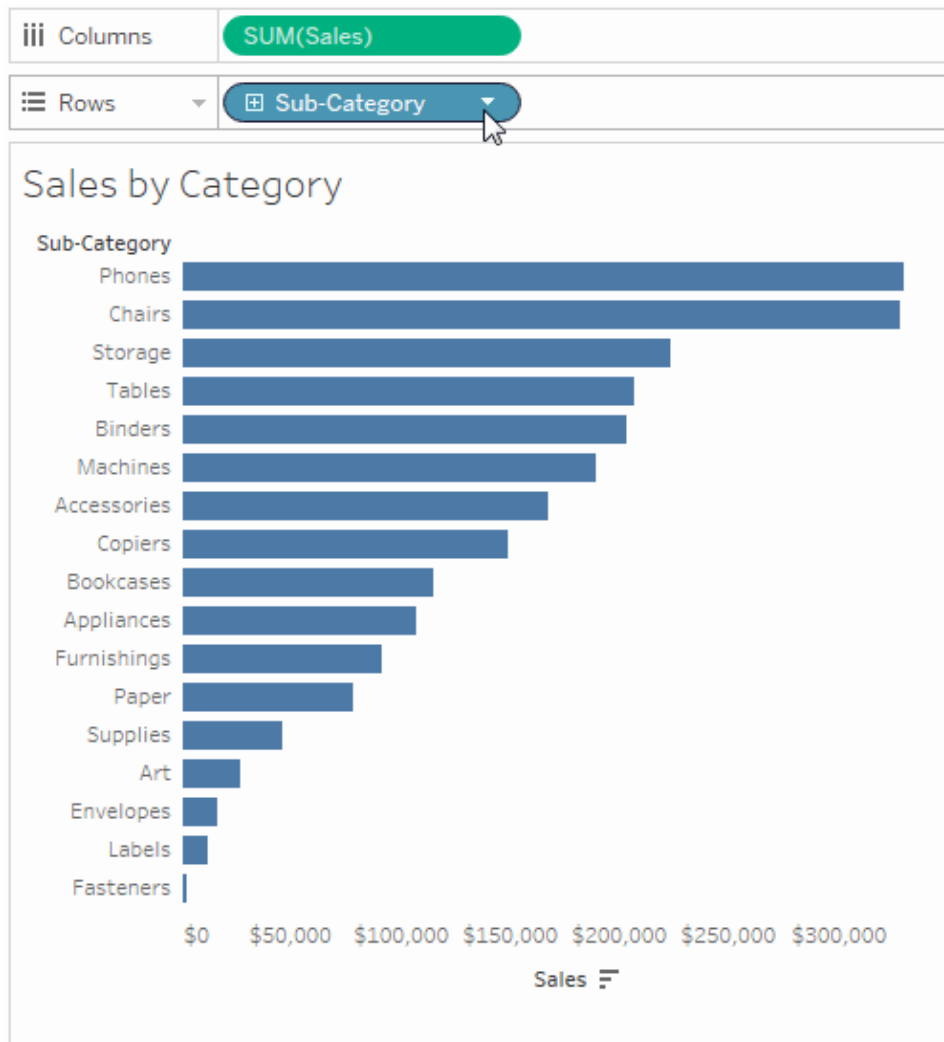 Columns SUM(Sales)
Rows Sub-Category
Sales by Category
Sub-Category
Phones
Chairs
Storage
Tables
Binders
Machines
Accessories
Copiers
Bookcases
Appliances
Furnishings
Paper
Supplies
Art
Envelopes
Labels
Fasteners
$0 $50,000 $100,000 $150,000 $200,000 $250,000 $300,000
Sales